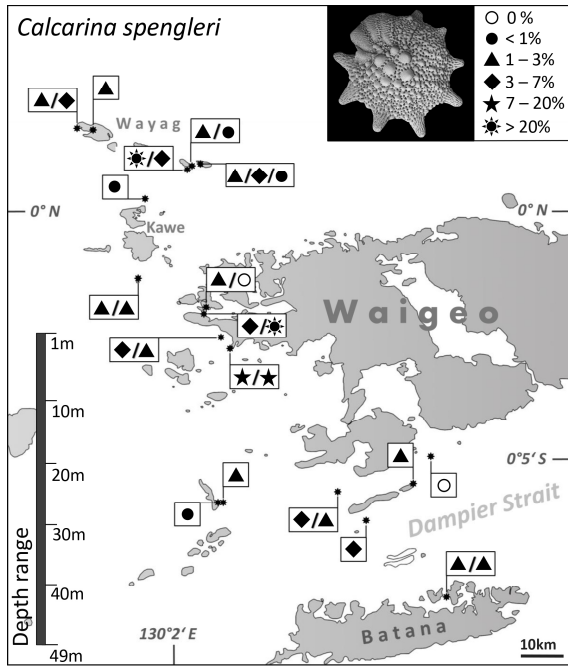 Calcarina spengleri
0 %
< 1%
1 – 3%
3 – 7%
7 – 20%
> 20%
Wayag
0° N
0° N
Kawe
Waigeo
1m
10m
20m
30m
40m
49m
Depth range
0°5‘ S
Dampier Strait
Batana
130°2‘ E
10km